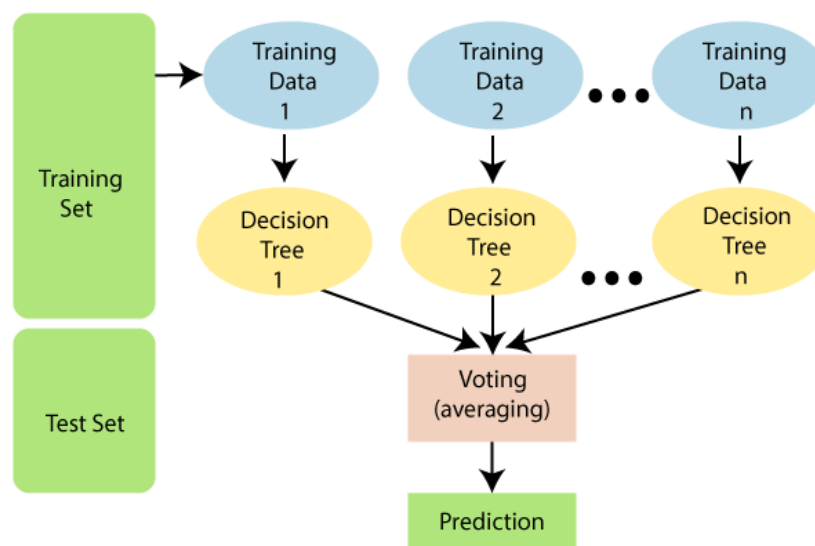 Training
Set
Test Set
Training
Data
1
Training
Data
2
Training
Data
n
Decision
Tree
1
Decision
Tree
2
Decision
Tree
n
Voting
(averaging)
Prediction